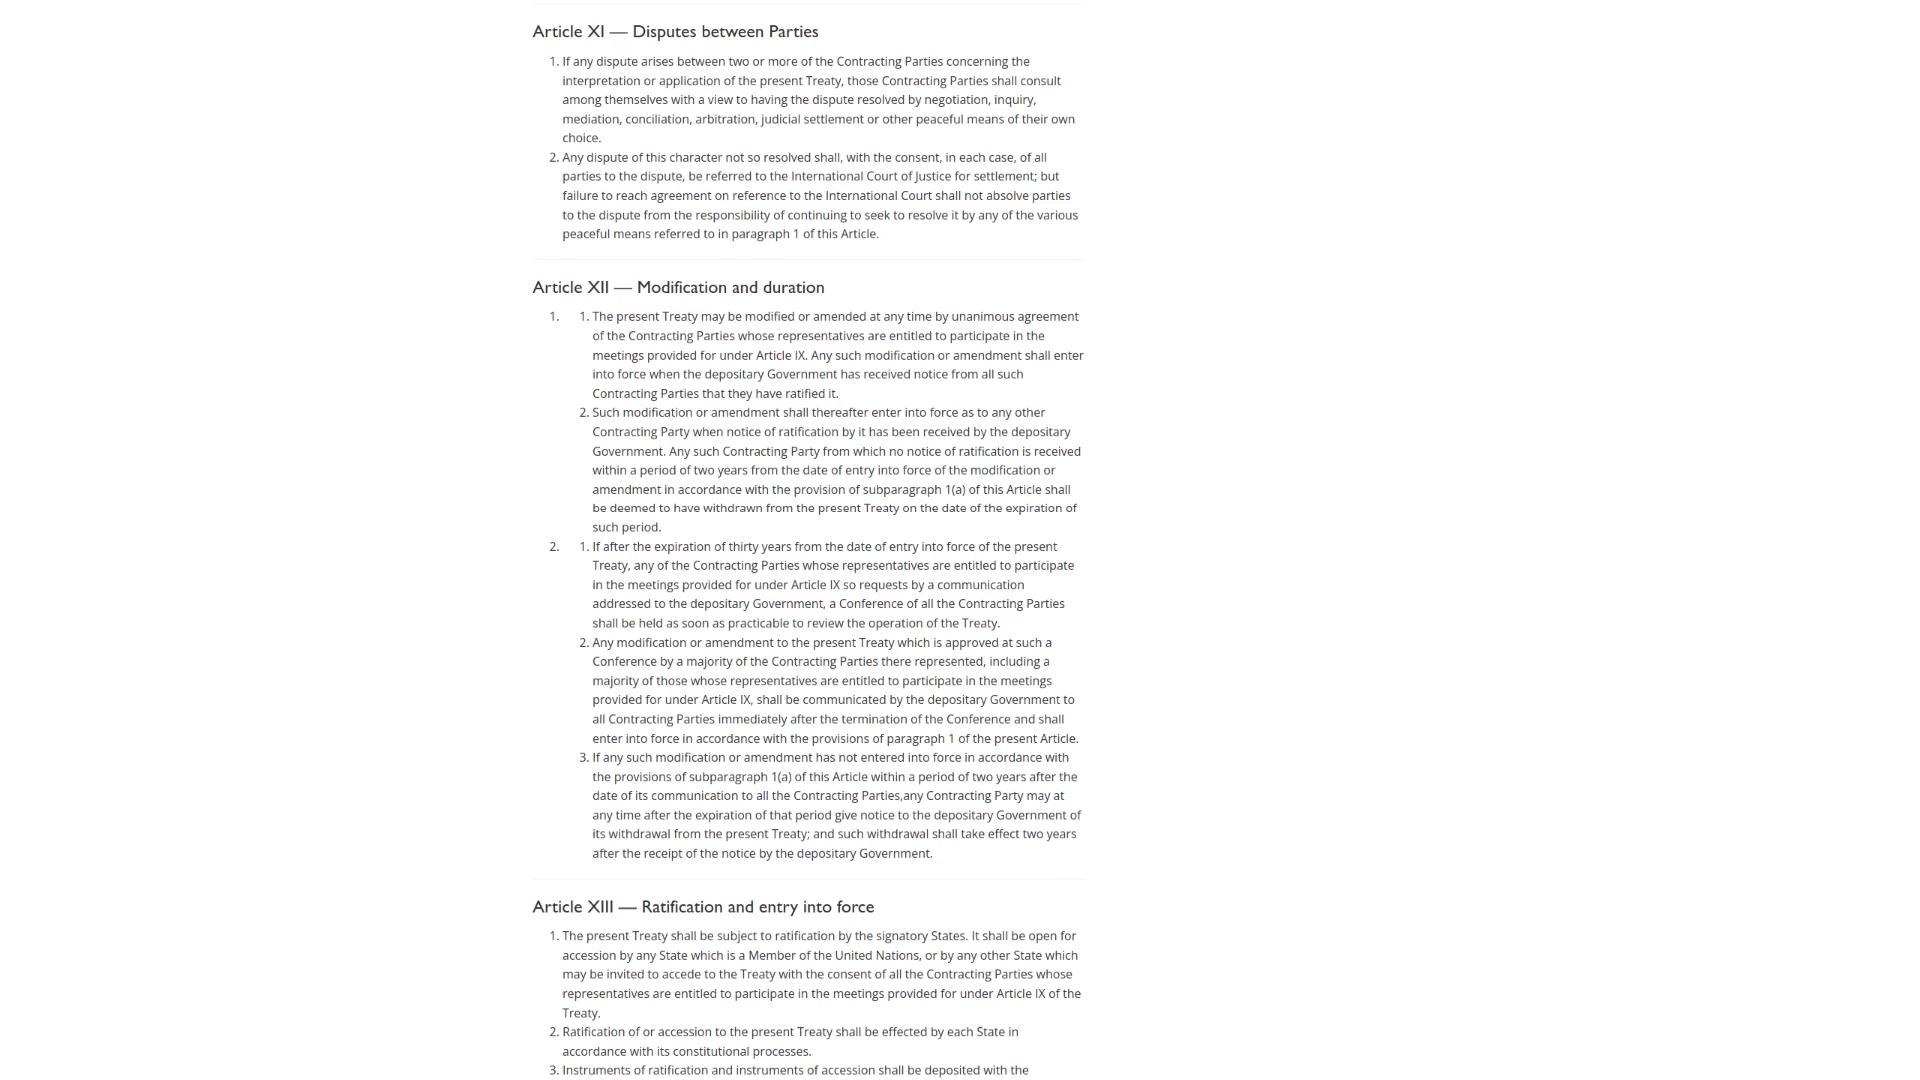 Article XI — Disputes between Parties
1. If any dispute arises between two or more of the Contracting Parties concerning the
interpretation or application of the present Treaty, those Contracting Parties shall consult
among themselves with a view to having the dispute resolved by negotiation, inquiry,
mediation, conciliation, arbitration, judicial settlement or other peaceful means of their own
choice.
2. Any dispute of this character not so resolved shall, with the consent, in each case, of all
parties to the dispute, be referred to the International Court of Justice for settlement; but
failure to reach agreement on reference to the International Court shall not absolve parties
to the dispute from the responsibility of continuing to seek to resolve it by any of the various
peaceful means referred to in paragraph 1 of this Article.
Article XII — Modification and duration
1. 1. The present Treaty may be modified or amended at any time by unanimous agreement
of the Contracting Parties whose representatives are entitled to participate in the
meetings provided for under Article IX. Any such modification or amendment shall enter
into force when the depositary Government has received notice from all such
Contracting Parties that they have ratified it.
2. Such modification or amendment shall thereafter enter into force as to any other
Contracting Party when notice of ratification by it has been received by the depositary
Government. Any such Contracting Party from which no notice of ratification is received
within a period of two years from the date of entry into force of the modification or
amendment in accordance with the provision of subparagraph 1(a) of this Article shall
be deemed to have withdrawn from the present Treaty on the date of the expiration of
such period.
2. 1. If after the expiration of thirty years from the date of entry into force of the present
Treaty, any of the Contracting Parties whose representatives are entitled to participate
in the meetings provided for under Article IX so requests by a communication
addressed to the depositary Government, a Conference of all the Contracting Parties
shall be held as soon as practicable to review the operation of the Treaty.
2. Any modification or amendment to the present Treaty which is approved at such a
Conference by a majority of the Contracting Parties there represented, including a
majority of those whose representatives are entitled to participate in the meetings
provided for under Article IX, shall be communicated by the depositary Government to
all Contracting Parties immediately after the termination of the Conference and shall
enter into force in accordance with the provisions of paragraph 1 of the present Article.
3. If any such modification or amendment has not entered into force in accordance with
the provisions of subparagraph 1(a) of this Article within a period of two years after the
date of its communication to all the Contracting Parties,any Contracting Party may at
any time after the expiration of that period give notice to the depositary Government of
its withdrawal from the present Treaty; and such withdrawal shall take effect two years
after the receipt of the notice by the depositary Government.
Article XIII — Ratification and entry into force
1. The present Treaty shall be subject to ratification by the signatory States. It shall be open for
accession by any State which is a Member of the United Nations, or by any other State which
may be invited to accede to the Treaty with the consent of all the Contracting Parties whose
representatives are entitled to participate in the meetings provided for under Article IX of the
Treaty.
2. Ratification of or accession to the present Treaty shall be effected by each State in
accordance with its constitutional processes.
3. Instruments of ratification and instruments of accession shall be deposited with the